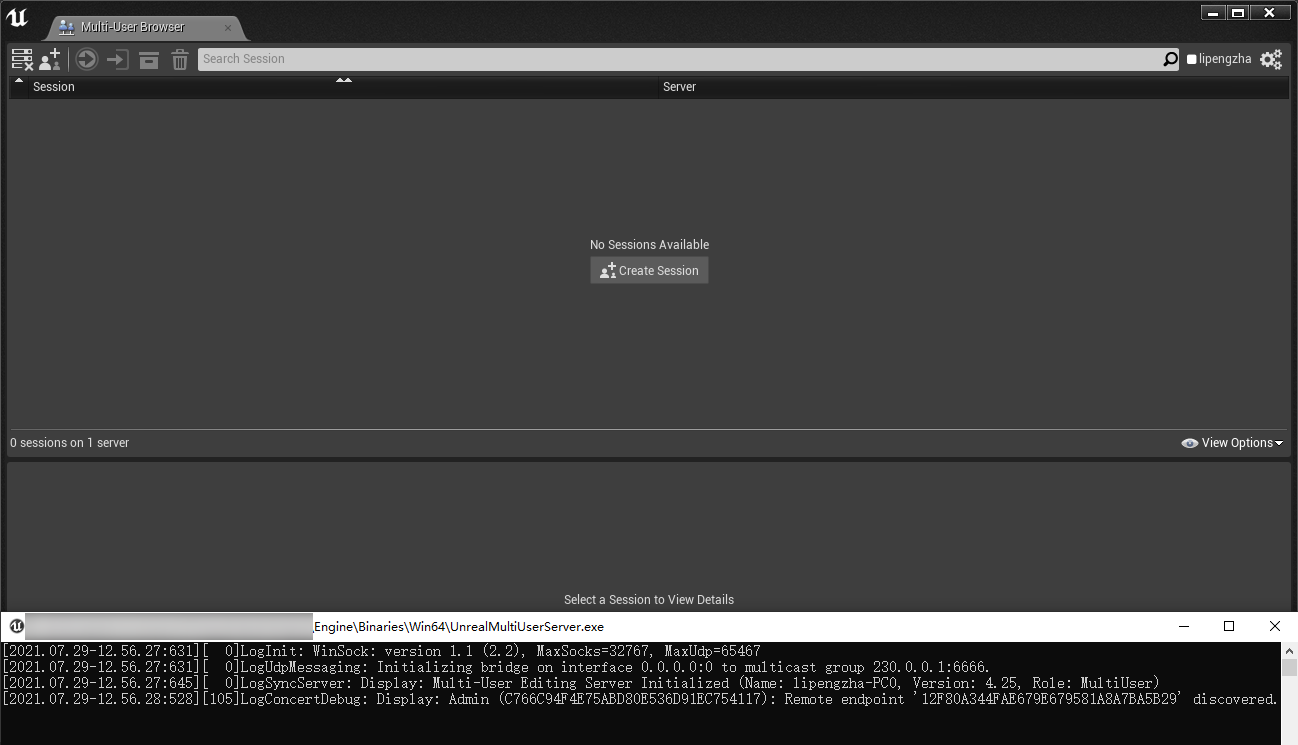 Multi-User Browser
Search Session
lipengzha
Session
Server
No Sessions Available
Create Session
0 sessions on 1 server
View Options
Select a Session to View Details
Engine\Binaries\Win64\UnrealMultiUserServer.exe
[2021.07.29-12.56.27:631][  0]LogInit: WinSock: version 1.1 (2.2), MaxSocks=32767, MaxUdp=65467
[2021.07.29-12.56.27:631][  0]LogUdpMessaging: Initializing bridge on interface 0.0.0.0:0 to multicast group 230.0.0.1:6666.
[2021.07.29-12.56.27:645][  0]LogSyncServer: Display: Multi-User Editing Server Initialized (Name: lipengzha-PC0, Version: 4.25, Role: MultiUser)
[2021.07.29-12.56.28:528][105]LogConcertDebug: Display: Admin (C766C94F4E75ABD80E536D91EC754117): Remote endpoint '12F80A344FAE679E679581A8A7BA5B29' discovered.